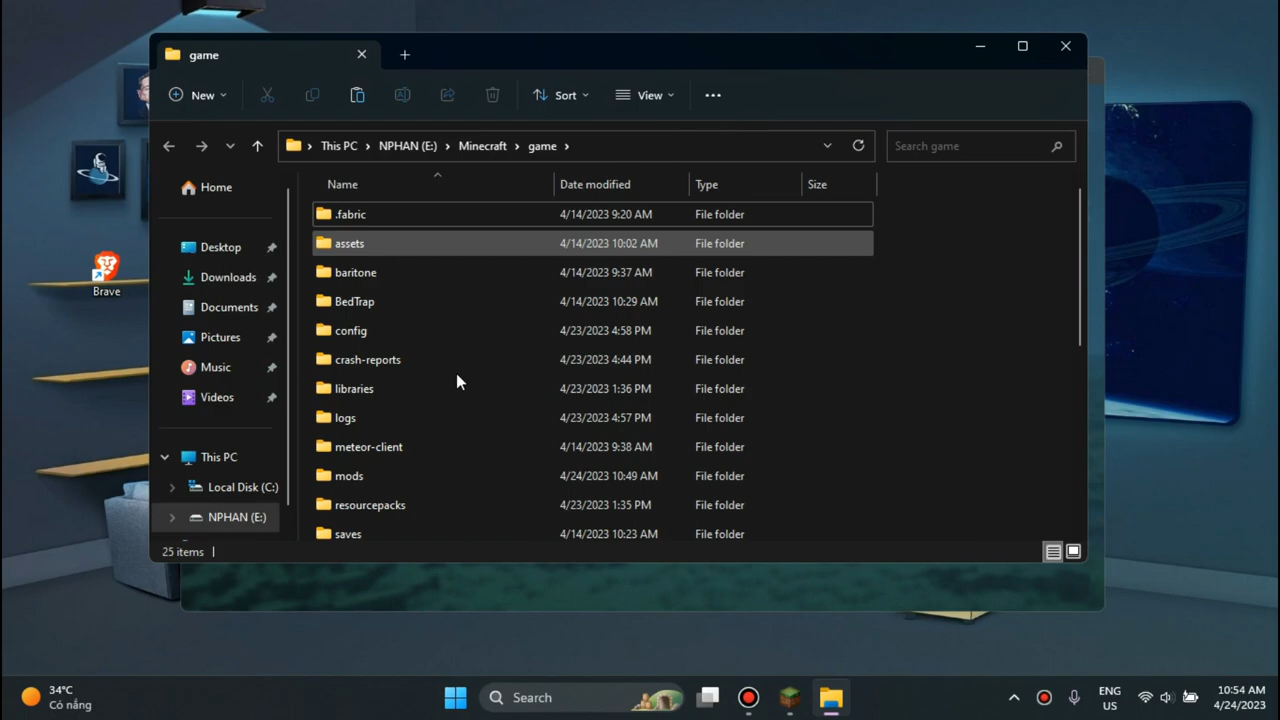 game
New
Sort
View
This PC
NPHAN (E:)
Minecraft
game
Search game
Home
Desktop
Downloads
Documents
Pictures
Music
Videos
This PC
Local Disk (C:)
NPHAN (E:)
Name Date modified Type Size
.fabric 4/14/2023 9:20 AM File folder
assets 4/14/2023 10:02 AM File folder
baritone 4/14/2023 9:37 AM File folder
BedTrap 4/14/2023 10:29 AM File folder
config 4/23/2023 4:58 PM File folder
crash-reports 4/23/2023 4:44 PM File folder
libraries 4/23/2023 1:36 PM File folder
logs 4/23/2023 4:57 PM File folder
meteor-client 4/14/2023 9:38 AM File folder
mods 4/24/2023 10:49 AM File folder
resourcepacks 4/23/2023 1:35 PM File folder
saves 4/14/2023 10:23 AM File folder
25 items
Brave
34°C
Có nắng
Search
ENG
US
10:54 AM
4/24/2023